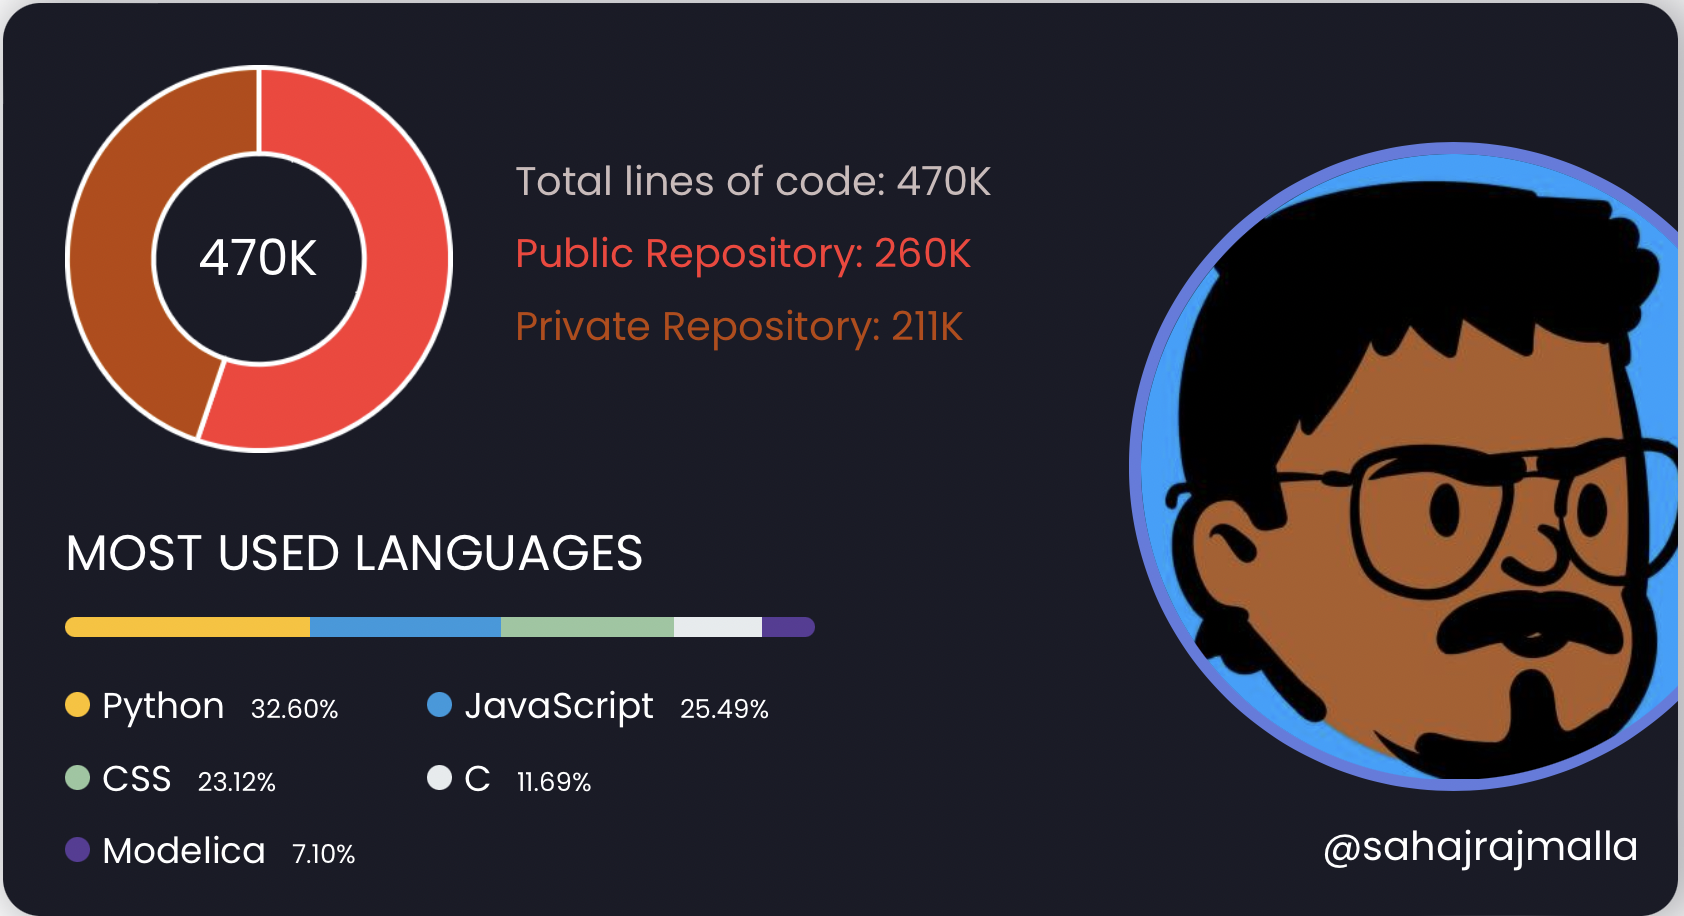 470K
Total lines of code: 470K
Public Repository: 260K
Private Repository: 211K
MOST USED LANGUAGES
Python 32.60%
JavaScript 25.49%
CSS 23.12%
C 11.69%
Modelica 7.10%
@sahajrajmalla